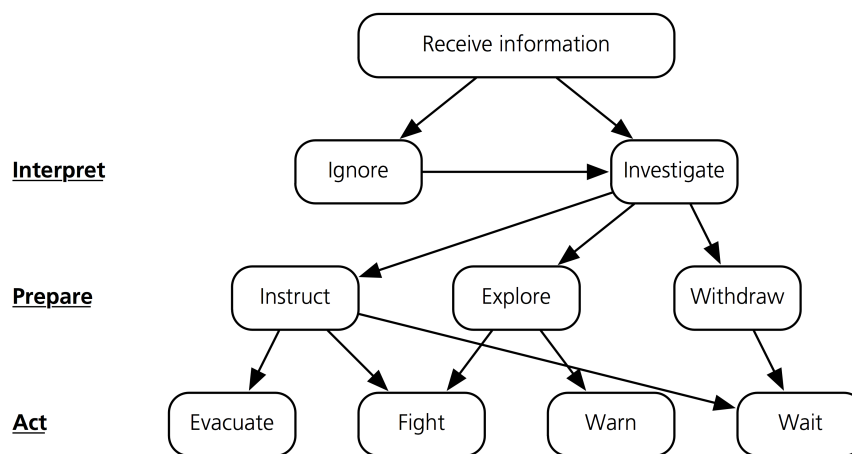 Receive information
Interpret
Ignore
Investigate
Prepare
Instruct
Explore
Withdraw
Act
Evacuate
Fight
Warn
Wait